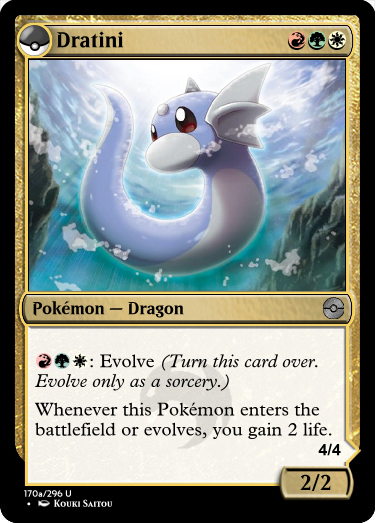 Dratini
Pokémon — Dragon
: Evolve (Turn this card over.
Evolve only as a sorcery.)
Whenever this Pokémon enters the
battlefield or evolves, you gain 2 life.
4/4
2/2
170a/296 U
• Kouki Saitou